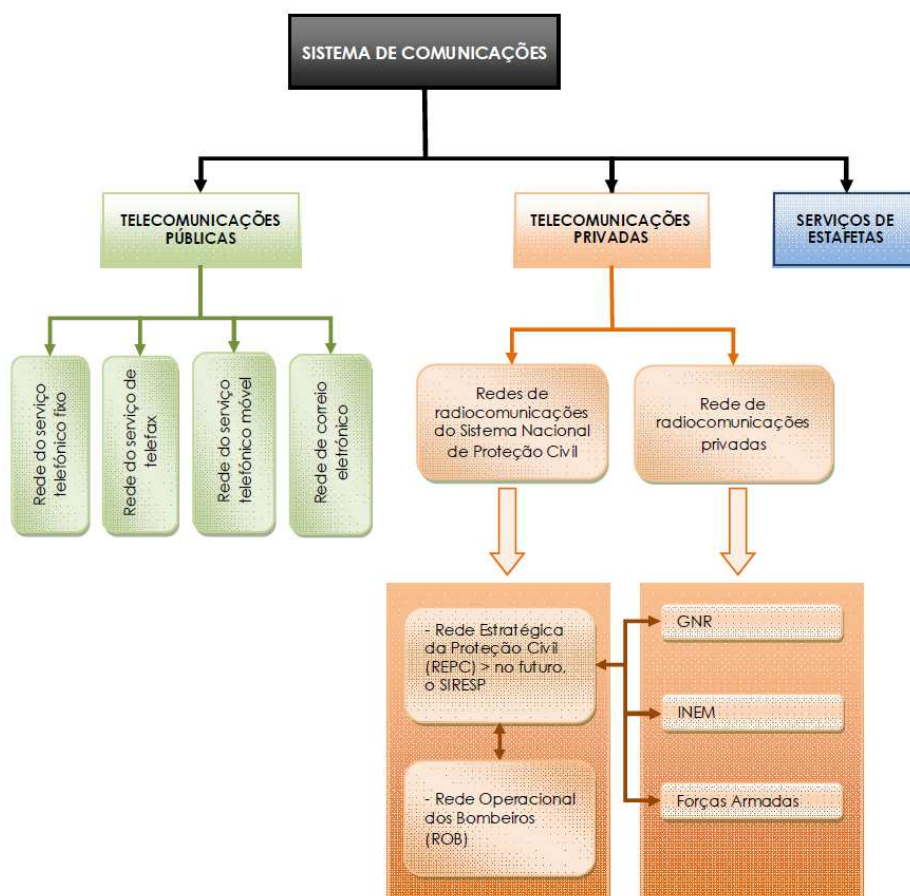 SISTEMA DE COMUNICAÇÕES
TELECOMUNICAÇÕES
PÚBLICAS
TELECOMUNICAÇÕES
PRIVADAS
SERVIÇOS DE
ESTAFETAS
Rede do serviço
telefónico fixo
Rede do serviço de
telefax
Rede do serviço
telefónico móvel
Rede de correio
eletrónico
Redes de
radiocomunicações
do Sistema Nacional
de Proteção Civil
Rede de
radiocomunicações
privadas
- Rede Estratégica
da Proteção Civil
(REPC) > no futuro,
o SIRESP
- Rede Operacional
dos Bombeiros
(ROB)
GNR
INEM
Forças Armadas